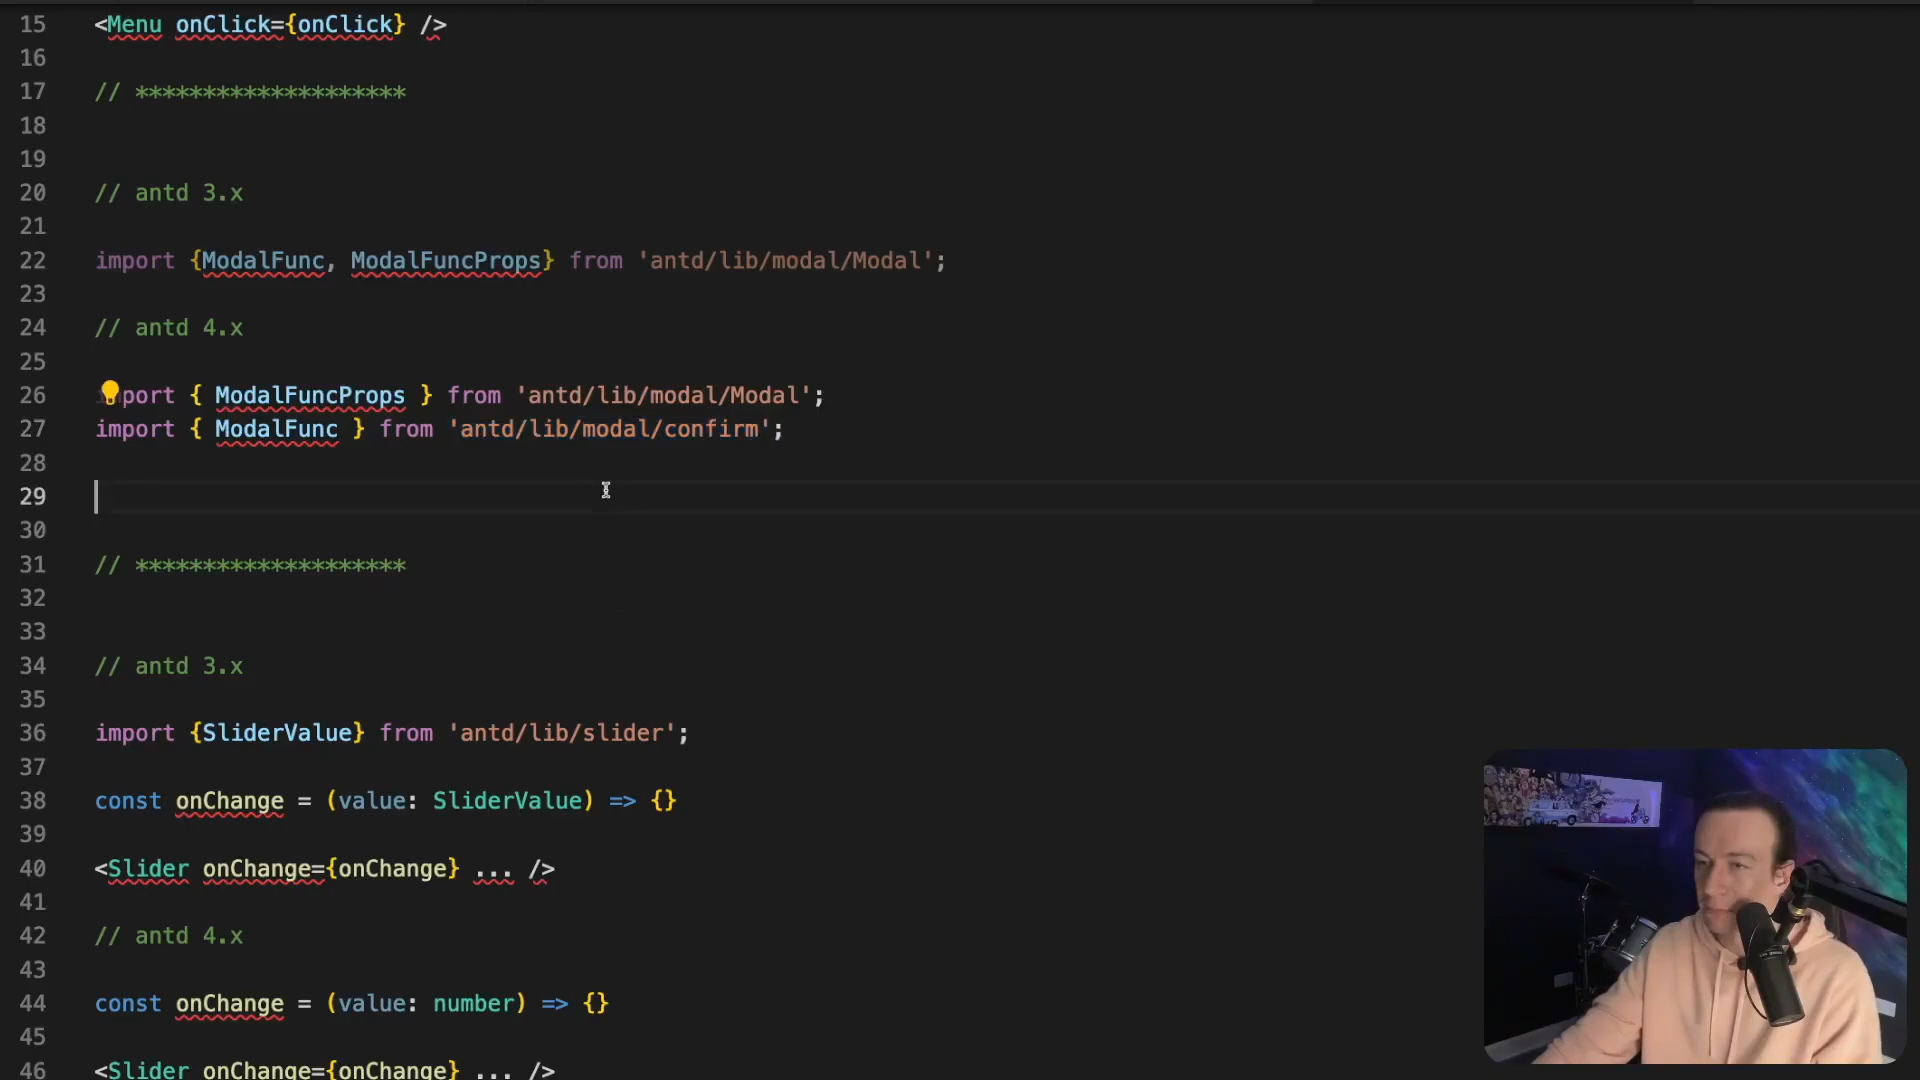 15 <Menu onClick={onClick} />
16
17 // ********************
18
19
20 // antd 3.x
21
22 import {ModalFunc, ModalFuncProps} from 'antd/lib/modal/Modal';
23
24 // antd 4.x
25
26 import { ModalFuncProps } from 'antd/lib/modal/Modal';
27 import { ModalFunc } from 'antd/lib/modal/confirm';
28
29
30
31 // ********************
32
33
34 // antd 3.x
35
36 import {SliderValue} from 'antd/lib/slider';
37
38 const onChange = (value: SliderValue) => {}
39
40 <Slider onChange={onChange} ... />
41
42 // antd 4.x
43
44 const onChange = (value: number) => {}
45
46 <Slider onChange={onChange} ... />